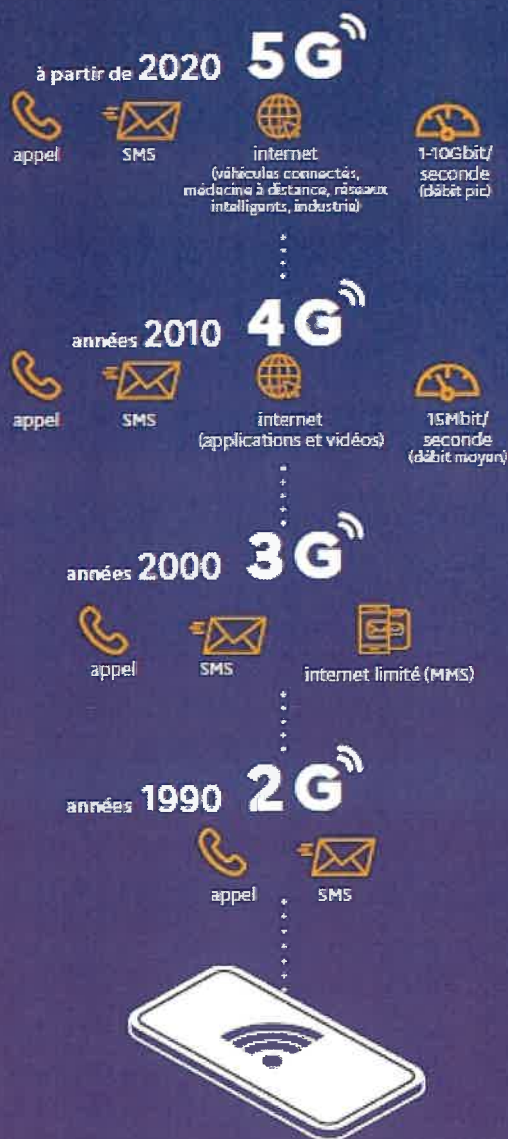 à partir de 2020 5G
appel
SMS
internet
(véhicules connectés,
médecine à distance, réseaux
intelligents, industrie)
1-10Gbit/
seconde
(débit pic)
années 2010 4G
appel
SMS
internet
(applications et vidéos)
15Mbit/
seconde
(débit moyen)
années 2000 3G
appel
SMS
internet limité (MMS)
années 1990 2G
appel
SMS